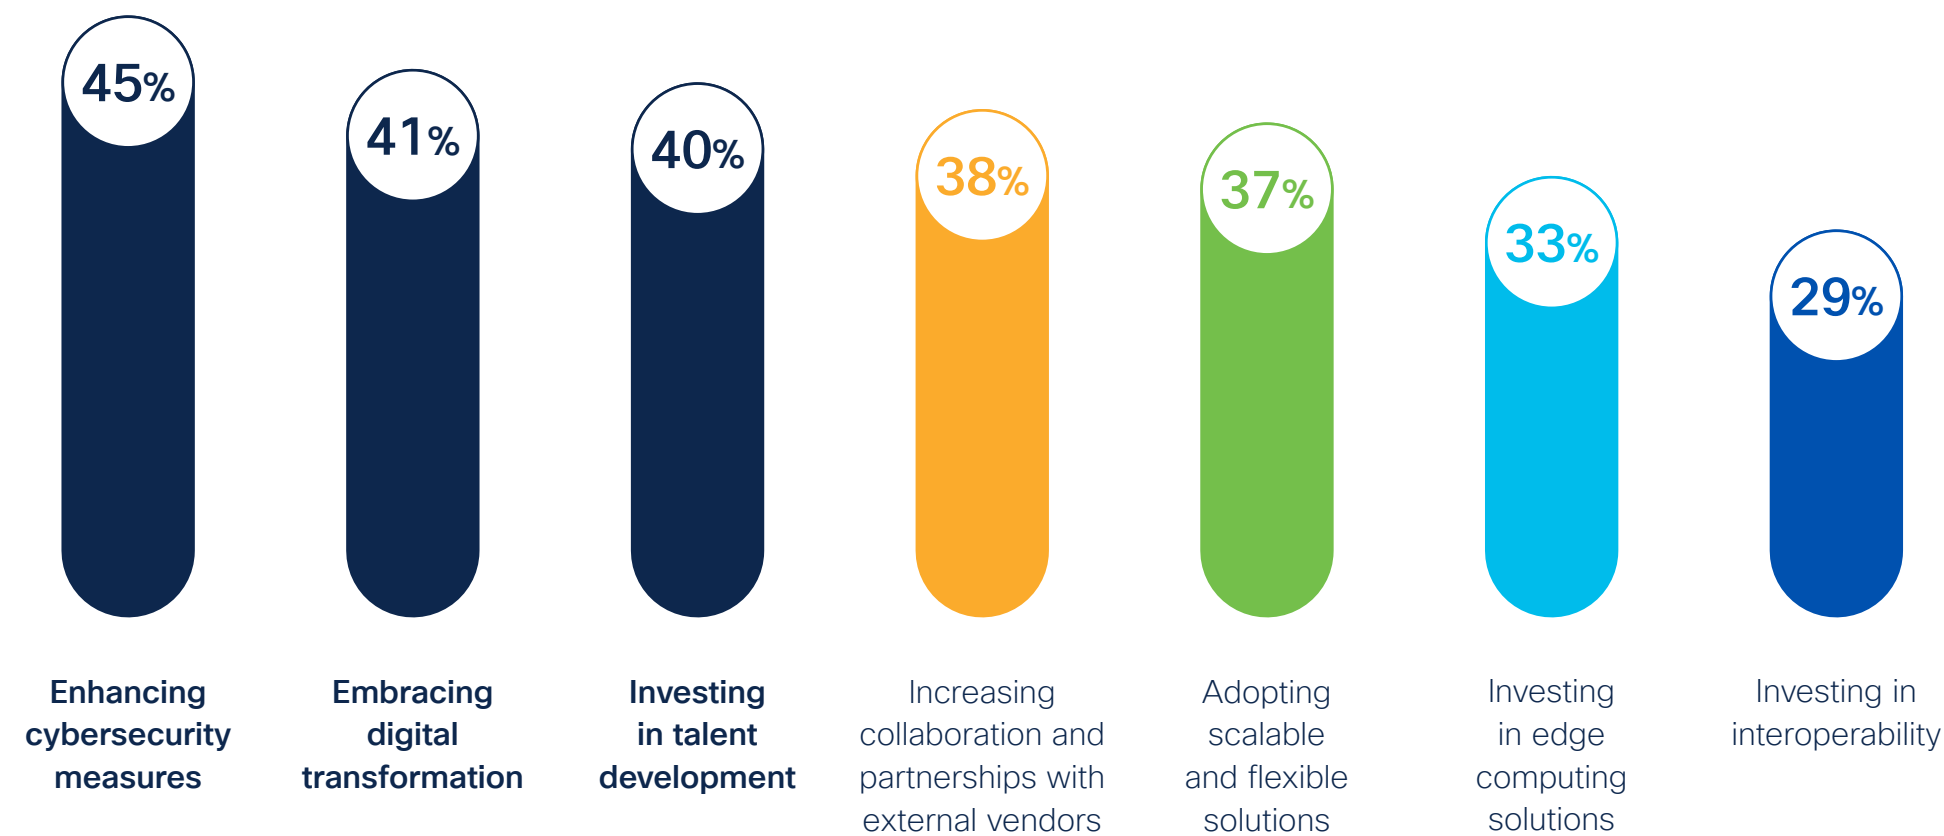 45%
41%
40%
38%
37%
33%
29%
Enhancing
cybersecurity
measures
Embracing
digital
transformation
Investing
in talent
development
Increasing
collaboration and
partnerships with
external vendors
Adopting
scalable
and flexible
solutions
Investing
in edge
computing
solutions
Investing in
interoperability